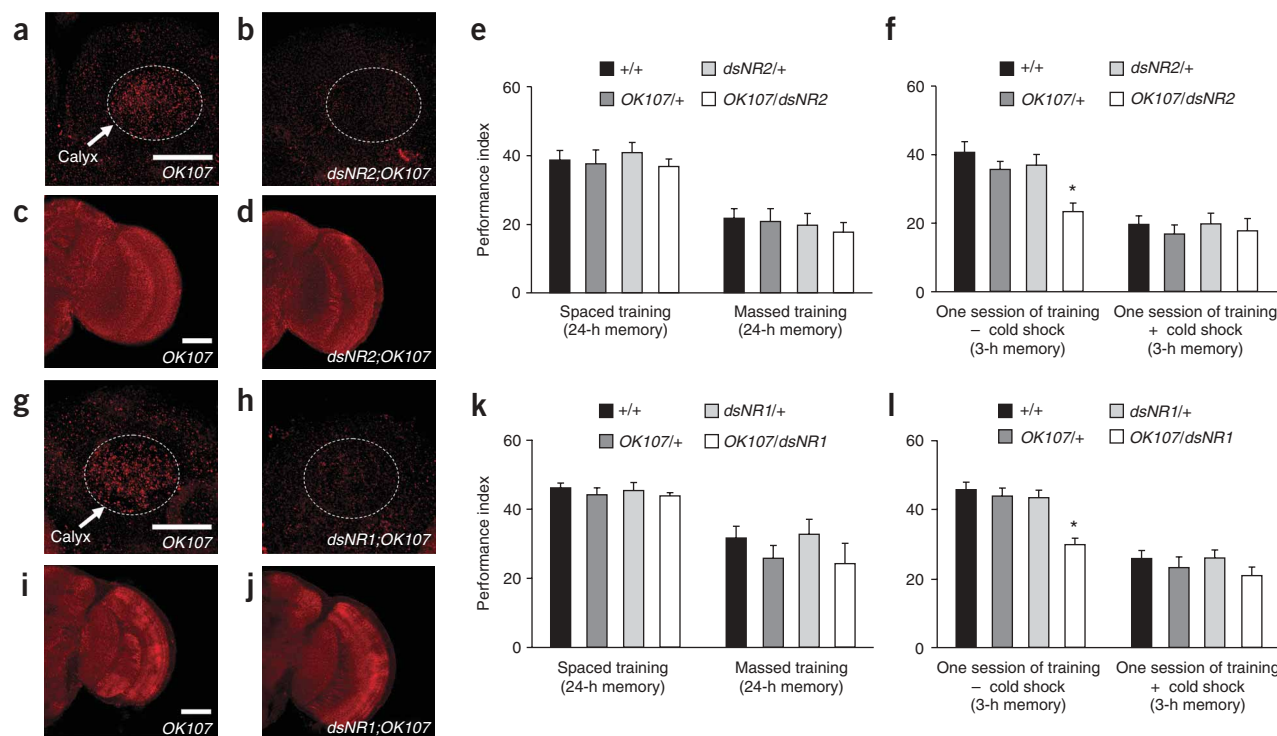 a
Calyx
OK107
b
dsNR2;OK107
c
OK107
d
dsNR2;OK107
e
+/+
dsNR2/+
OK107/+
OK107/dsNR2
Performance index
60
40
20
0
Spaced training
(24-h memory)
Massed training
(24-h memory)
f
+/+
dsNR2/+
OK107/+
OK107/dsNR2
60
40
20
0
*
One session of training
– cold shock
(3-h memory)
One session of training
+ cold shock
(3-h memory)
g
Calyx
OK107
h
dsNR1;OK107
i
OK107
j
dsNR1;OK107
k
+/+
dsNR1/+
OK107/+
OK107/dsNR1
Performance index
60
40
20
0
Spaced training
(24-h memory)
Massed training
(24-h memory)
l
+/+
dsNR1/+
OK107/+
OK107/dsNR1
60
40
20
0
*
One session of training
– cold shock
(3-h memory)
One session of training
+ cold shock
(3-h memory)